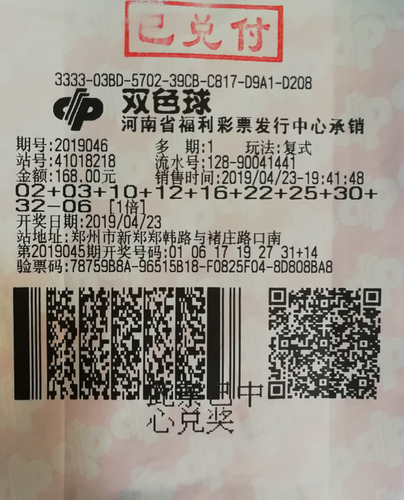 已兑付
3333-03BD-5702-39CB-C817-D9A1-D208
双色球
河南省福利彩票发行中心承销
期号:2019046 多 期:1 玩法:复式
站号:41018218 流水号:128-90041441
金额:168.00元 销售时间:2019/04/23-19:41:48
02+03+10+12+16+22+25+30+
32-06 [1倍]
开奖日期:2019/04/23
站地址:郑州市新郑郑韩路与褚庄路口南
第2019045期开奖号码:01 06 17 19 27 31+14
验票码:78759B8A-96515B18-F0825F04-8D808BA8
此票已中
心兑奖